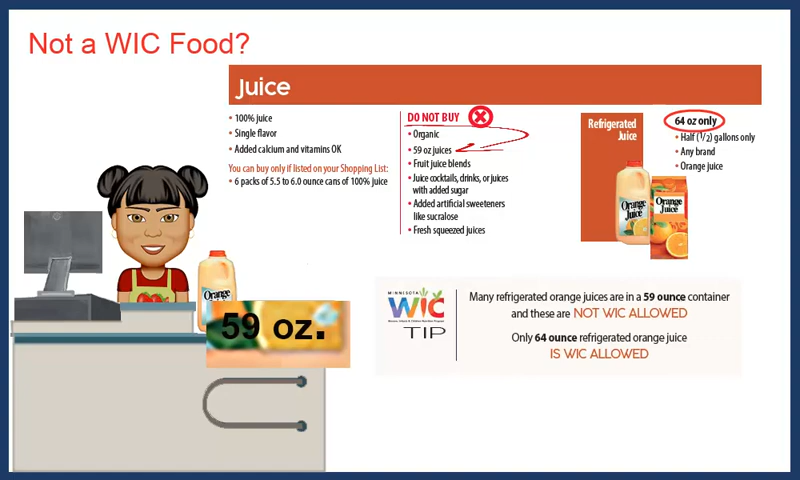 Not a WIC Food?
Juice
• 100% juice
• Single flavor
• Added calcium and vitamins OK
You can buy only if listed on your Shopping List:
• 6 packs of 5.5 to 6.0 ounce cans of 100% juice
DO NOT BUY
• Organic
• 59 oz juices
• Fruit juice blends
• Juice cocktails, drinks, or juices
with added sugar
• Added artificial sweeteners
like sucralose
• Fresh squeezed juices
Refrigerated
Juice
64 oz only
• Half (1/2) gallons only
• Any brand
• Orange juice
Orange
Juice
Orange
Juice
Orange
59 oz.
MINNESOTA
WIC
TIP
Many refrigerated orange juices are in a 59 ounce container
and these are NOT WIC ALLOWED
Only 64 ounce refrigerated orange juice
IS WIC ALLOWED